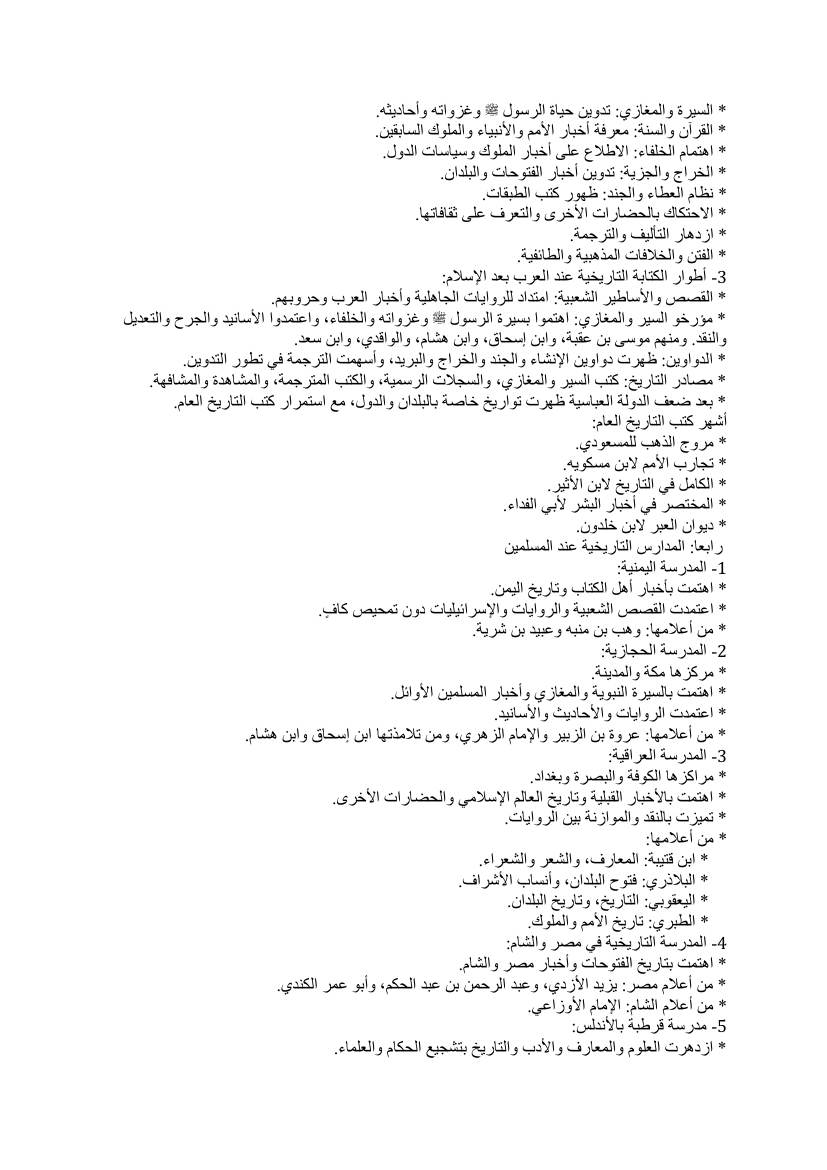 * السيرة والمغازي: تدوين حياة الرسول ﷺ وغزواته وأحاديثه.
* القرآن والسنة: معرفة أخبار الأمم والأنبياء والملوك السابقين.
* اهتمام الخلفاء: الاطلاع على أخبار الملوك وسياسات الدول.
* الخراج والجزية: تدوين أخبار الفتوحات والبلدان.
* نظام العطاء والجند: ظهور كتب الطبقات.
* الاحتكاك بالحضارات الأخرى والتعرف على ثقافاتها.
* ازدهار التأليف والترجمة.
* الفتن والخلافات المذهبية والطائفية.
3- أطوار الكتابة التاريخية عند العرب بعد الإسلام:
* القصص والأساطير الشعبية: امتداد للروايات الجاهلية وأخبار العرب وحروبهم.
* مؤرخو السير والمغازي: اهتموا بسيرة الرسول ﷺ وغزواته والخلفاء، واعتمدوا الأسانيد والجرح والتعديل
والنقد. ومنهم موسى بن عقبة، وابن إسحاق، وابن هشام، والواقدي، وابن سعد.
* الدواوين: ظهرت دواوين الإنشاء والجند والخراج والبريد، وأسهمت الترجمة في تطور التدوين.
* مصادر التاريخ: كتب السير والمغازي، والسجلات الرسمية، والكتب المترجمة، والمشاهدة والمشافهة.
* بعد ضعف الدولة العباسية ظهرت تواريخ خاصة بالبلدان والدول، مع استمرار كتب التاريخ العام.
أشهر كتب التاريخ العام:
* مروج الذهب للمسعودي.
* تجارب الأمم لابن مسكويه.
* الكامل في التاريخ لابن الأثير.
* المختصر في أخبار البشر لأبي الفداء.
* ديوان العبر لابن خلدون.
رابعا: المدارس التاريخية عند المسلمين
1- المدرسة اليمنية:
* اهتمت بأخبار أهل الكتاب وتاريخ اليمن.
* اعتمدت القصص الشعبية والروايات والإسرائيليات دون تمحيص كافٍ.
* من أعلامها: وهب بن منبه وعبيد بن شرية.
2- المدرسة الحجازية:
* مركزها مكة والمدينة.
* اهتمت بالسيرة النبوية والمغازي وأخبار المسلمين الأوائل.
* اعتمدت الروايات والأحاديث والأسانيد.
* من أعلامها: عروة بن الزبير والإمام الزهري، ومن تلامذتها ابن إسحاق وابن هشام.
3- المدرسة العراقية:
* مراكزها الكوفة والبصرة وبغداد.
* اهتمت بالأخبار القبلية وتاريخ العالم الإسلامي والحضارات الأخرى.
* تميزت بالنقد والموازنة بين الروايات.
* من أعلامها:
* ابن قتيبة: المعارف، والشعر والشعراء.
* البلاذري: فتوح البلدان، وأنساب الأشراف.
* اليعقوبي: التاريخ، وتاريخ البلدان.
* الطبري: تاريخ الأمم والملوك.
4- المدرسة التاريخية في مصر والشام:
* اهتمت بتاريخ الفتوحات وأخبار مصر والشام.
* من أعلام مصر: يزيد الأزدي، وعبد الرحمن بن عبد الحكم، وأبو عمر الكندي.
* من أعلام الشام: الإمام الأوزاعي.
5- مدرسة قرطبة بالأندلس:
* ازدهرت العلوم والمعارف والأدب والتاريخ بتشجيع الحكام والعلماء.